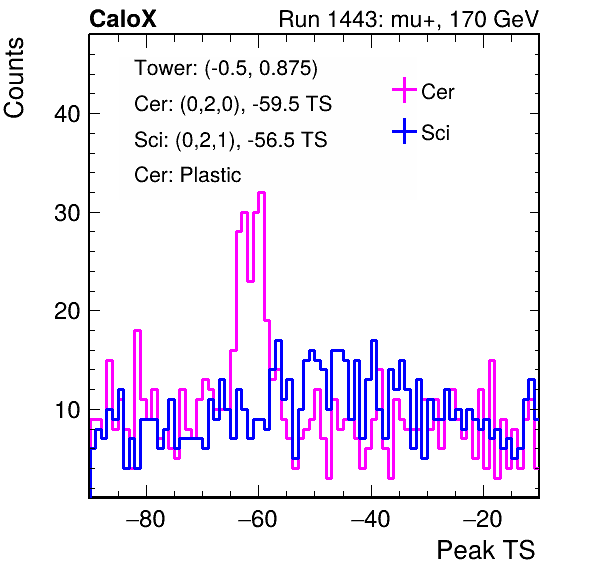 CaloX Run 1443: mu+, 170 GeV
Counts
Tower: (-0.5, 0.875)
Cer: (0,2,0), -59.5 TS
Sci: (0,2,1), -56.5 TS
Cer: Plastic
Cer
Sci
40
30
20
10
−80 −60 −40 −20
Peak TS